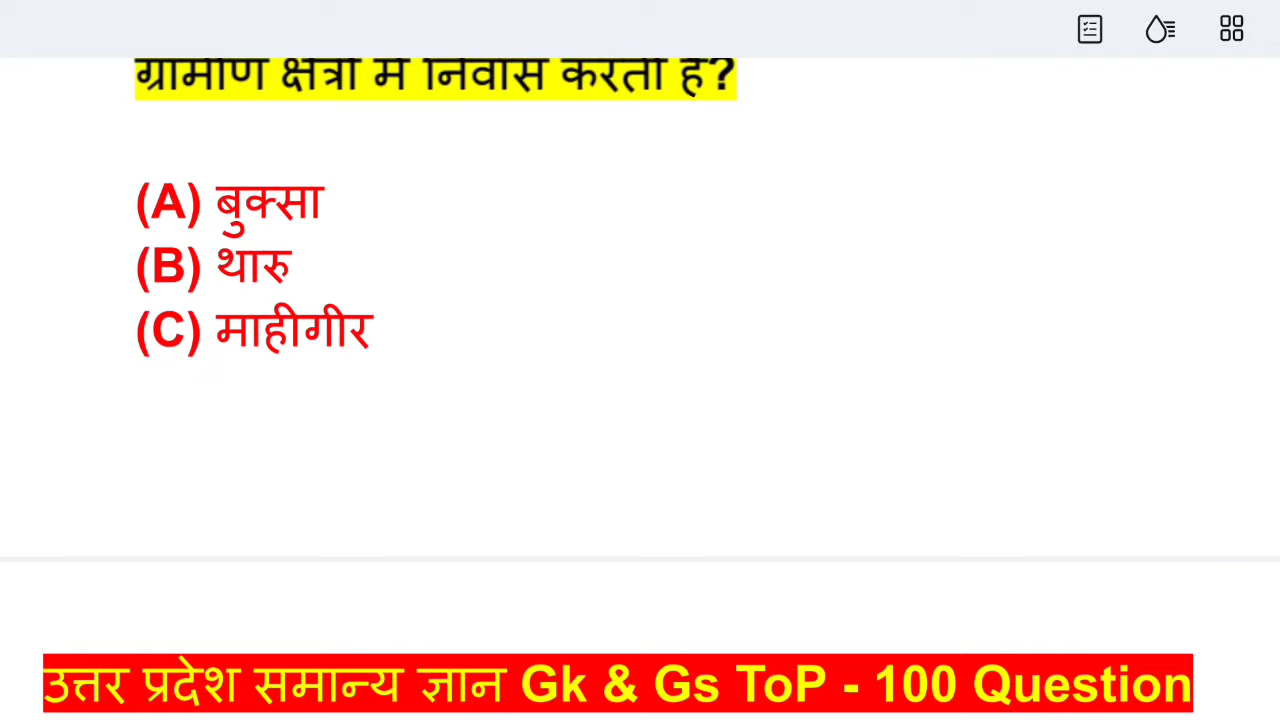 ग्रामीण क्षेत्रों में निवास करती है?
(A) बुक्सा
(B) थारु
(C) माहीगीर
उत्तर प्रदेश समान्य ज्ञान Gk & Gs ToP - 100 Question